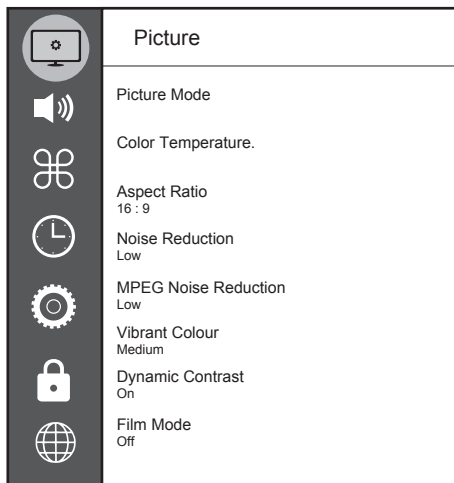 Picture
Picture Mode
Color Temperature.
Aspect Ratio
16 : 9
Noise Reduction
Low
MPEG Noise Reduction
Low
Vibrant Colour
Medium
Dynamic Contrast
On
Film Mode
Off